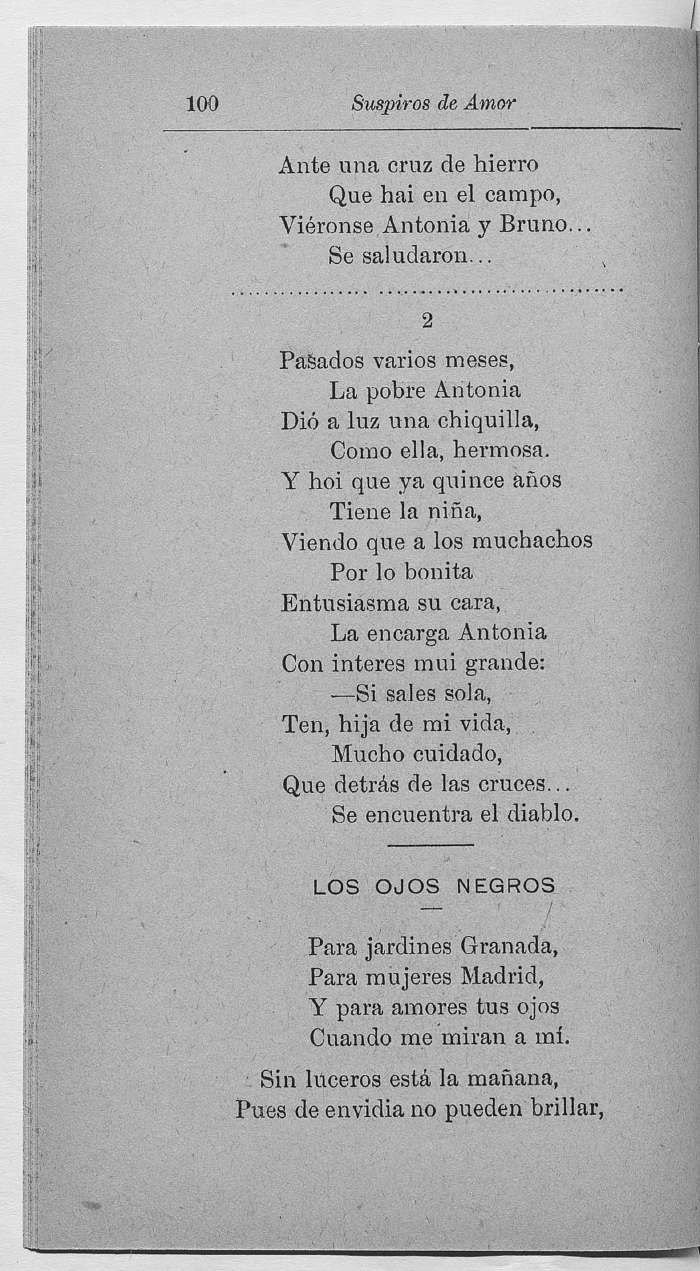 100 Suspiros de Amor
Ante una cruz de hierro
Que hai en el campo,
Viéronse Antonia y Bruno...
Se saludaron...
................................................
2
Pasados varios meses,
La pobre Antonia
Dió a luz una chiquilla,
Como ella, hermosa.
Y hoi que ya quince años
Tiene la niña,
Viendo que a los muchachos
Por lo bonita
Entusiasma su cara,
La encarga Antonia
Con interes mui grande:
—Si sales sola,
Ten, hija de mi vida,
Mucho cuidado,
Que detrás de las cruces...
Se encuentra el diablo.
LOS OJOS NEGROS
Para jardines Granada,
Para mujeres Madrid,
Y para amores tus ojos
Cuando me miran a mí.
Sin luceros está la mañana,
Pues de envidia no pueden brillar,